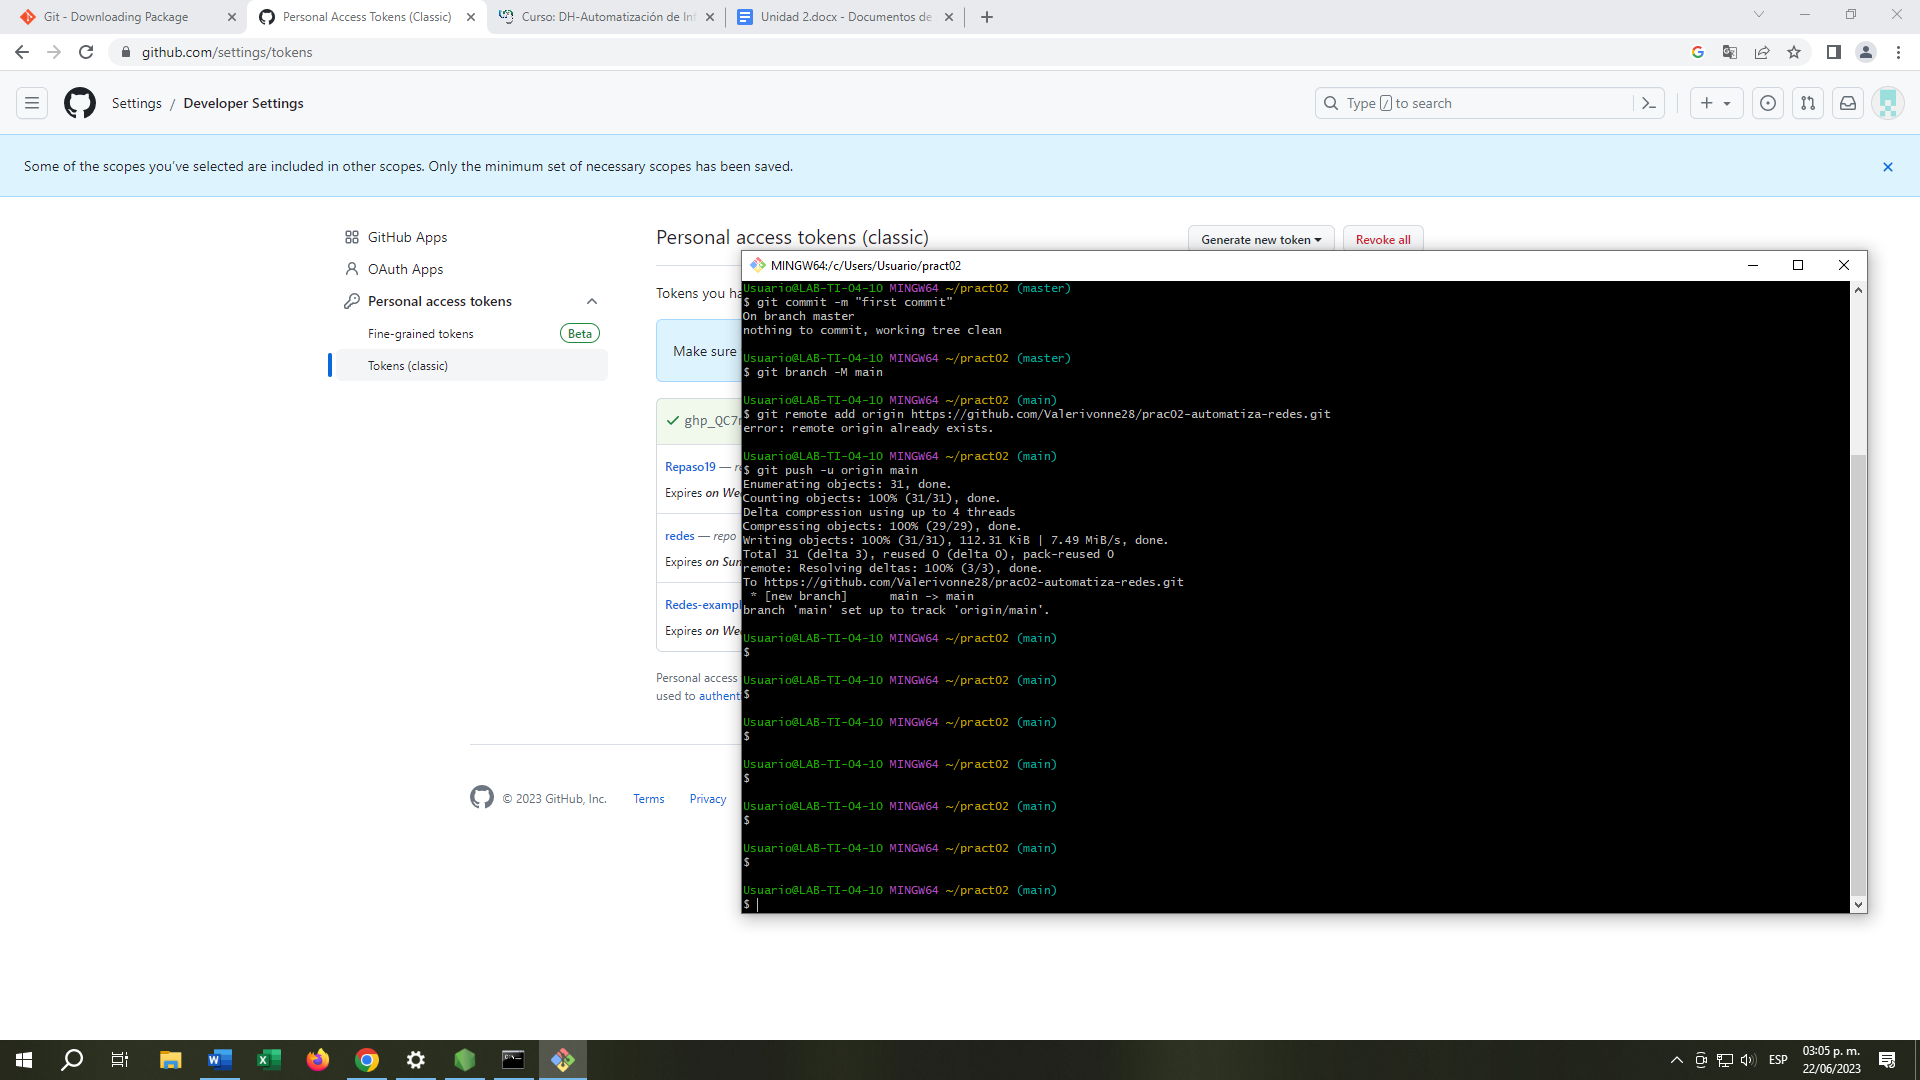 Git - Downloading Package
Personal Access Tokens (Classic)
Curso: DH-Automatización de In
Unidad 2.docx - Documentos de
github.com/settings/tokens
Settings / Developer Settings
Type / to search
Some of the scopes you've selected are included in other scopes. Only the minimum set of necessary scopes has been saved.
GitHub Apps
OAuth Apps
Personal access tokens
Fine-grained tokens Beta
Tokens (classic)
Personal access tokens (classic)
Generate new token
Revoke all
Tokens you ha
Make sure
ghp_QC7
Repaso19 — re
Expires on We
redes — repo
Expires on Sun
Redes-exampl
Expires on We
Personal access
used to authent
© 2023 GitHub, Inc. Terms Privacy
MINGW64:/c/Users/Usuario/pract02
Usuario@LAB-TI-04-10 MINGW64 ~/pract02 (master)
$ git commit -m "first commit"
On branch master
nothing to commit, working tree clean
Usuario@LAB-TI-04-10 MINGW64 ~/pract02 (master)
$ git branch -M main
Usuario@LAB-TI-04-10 MINGW64 ~/pract02 (main)
$ git remote add origin https://github.com/Valerivonne28/prac02-automatiza-redes.git
error: remote origin already exists.
Usuario@LAB-TI-04-10 MINGW64 ~/pract02 (main)
$ git push -u origin main
Enumerating objects: 31, done.
Counting objects: 100% (31/31), done.
Delta compression using up to 4 threads
Compressing objects: 100% (29/29), done.
Writing objects: 100% (31/31), 112.31 KiB | 7.49 MiB/s, done.
Total 31 (delta 3), reused 0 (delta 0), pack-reused 0
remote: Resolving deltas: 100% (3/3), done.
To https://github.com/Valerivonne28/prac02-automatiza-redes.git
* [new branch] main -> main
branch 'main' set up to track 'origin/main'.
Usuario@LAB-TI-04-10 MINGW64 ~/pract02 (main)
$
Usuario@LAB-TI-04-10 MINGW64 ~/pract02 (main)
$
Usuario@LAB-TI-04-10 MINGW64 ~/pract02 (main)
$
Usuario@LAB-TI-04-10 MINGW64 ~/pract02 (main)
$
Usuario@LAB-TI-04-10 MINGW64 ~/pract02 (main)
$
Usuario@LAB-TI-04-10 MINGW64 ~/pract02 (main)
$
Usuario@LAB-TI-04-10 MINGW64 ~/pract02 (main)
$
ESP
03:05 p. m.
22/06/2023